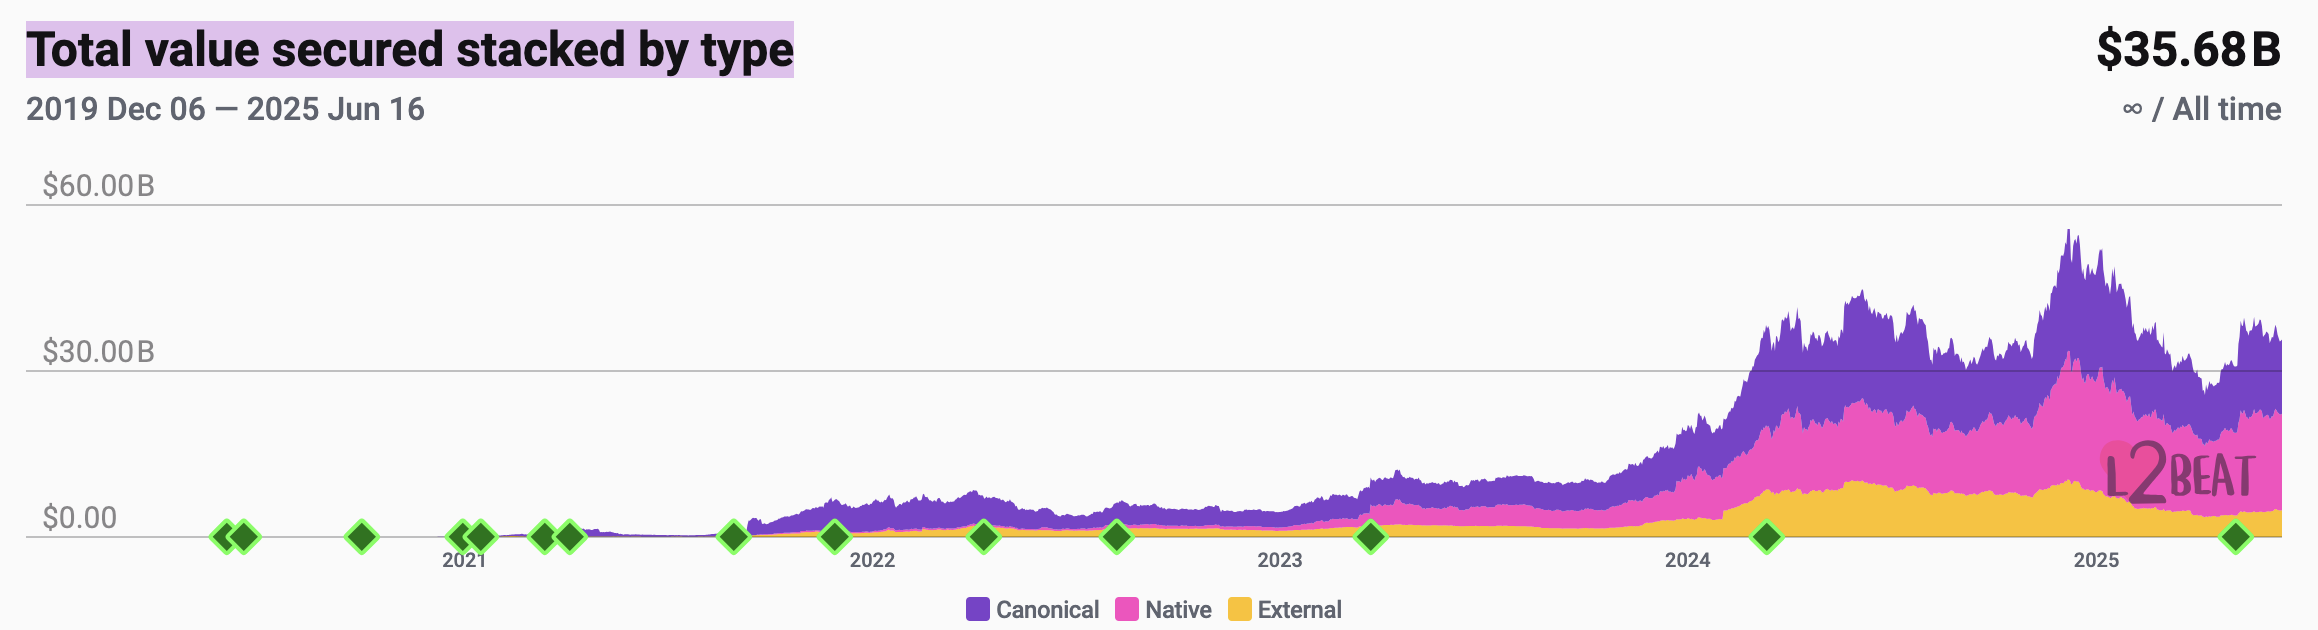 Total value secured stacked by type
$35.68B
2019 Dec 06 — 2025 Jun 16
∞ / All time
$60.00B
$30.00B
$0.00
2021 2022 2023 2024 2025
L2BEAT
Canonical Native External